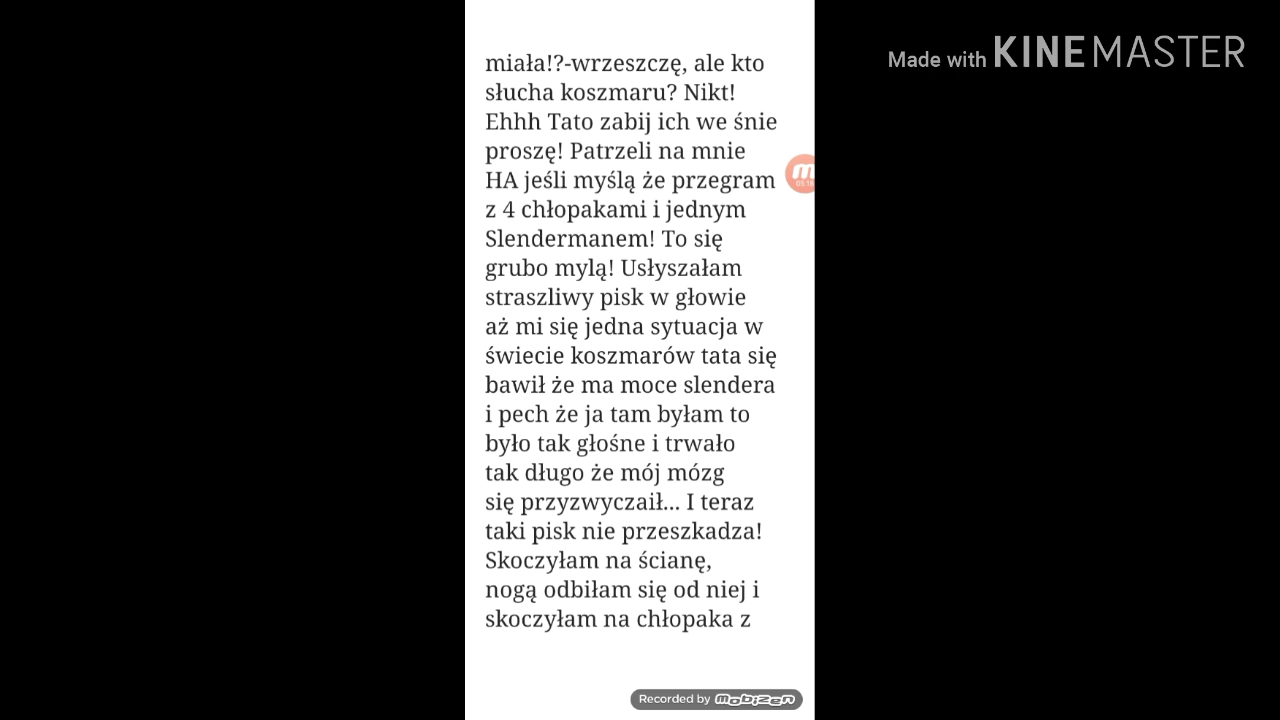 Made with KINEMASTER
miała!?-wrzeszczę, ale kto
słucha koszmaru? Nikt!
Ehhh Tato zabij ich we śnie
proszę! Patrzeli na mnie
HA jeśli myślą że przegram
z 4 chłopakami i jednym
Slendermanem! To się
grubo mylą! Usłyszałam
straszliwy pisk w głowie
aż mi się jedna sytuacja w
świecie koszmarów tata się
bawił że ma moce slendera
i pech że ja tam byłam to
było tak głośne i trwało
tak długo że mój mózg
się przyzwyczaił... I teraz
taki pisk nie przeszkadza!
Skoczyłam na ścianę,
nogą odbiłam się od niej i
skoczyłam na chłopaka z
Recorded by mobizen